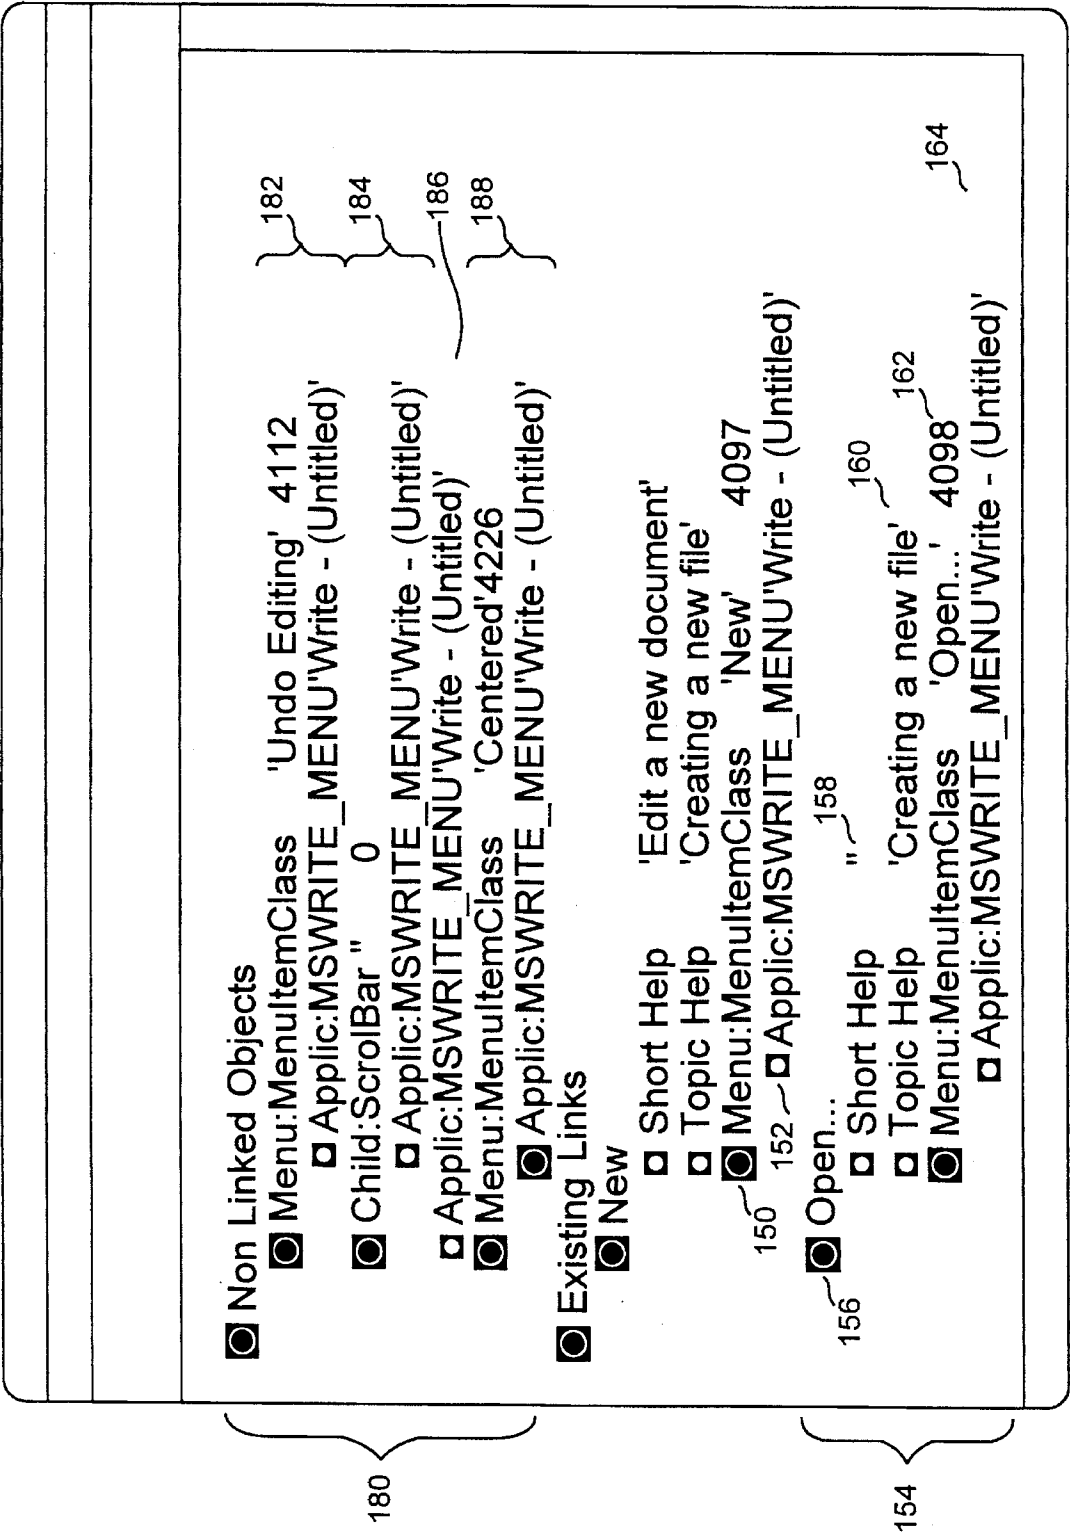 Non Linked Objects
Menu:MenuItemClass 'Undo Editing' 4112 182
Applic:MSWRITE_MENU'Write - (Untitled)'
Child:ScrolBar " 0 184
Applic:MSWRITE_MENU'Write - (Untitled)'
Applic:MSWRITE_MENU'Write - (Untitled)' 186
Menu:MenuItemClass 'Centered'4226 188
Applic:MSWRITE_MENU'Write - (Untitled)'
180
Existing Links
New
Short Help 'Edit a new document'
Topic Help 'Creating a new file'
150 Menu:MenuItemClass 'New' 4097
152 Applic:MSWRITE_MENU'Write - (Untitled)'
156 Open...
Short Help " 158
Topic Help 'Creating a new file' 160
Menu:MenuItemClass 'Open...' 4098 162
Applic:MSWRITE_MENU'Write - (Untitled)' 164
154